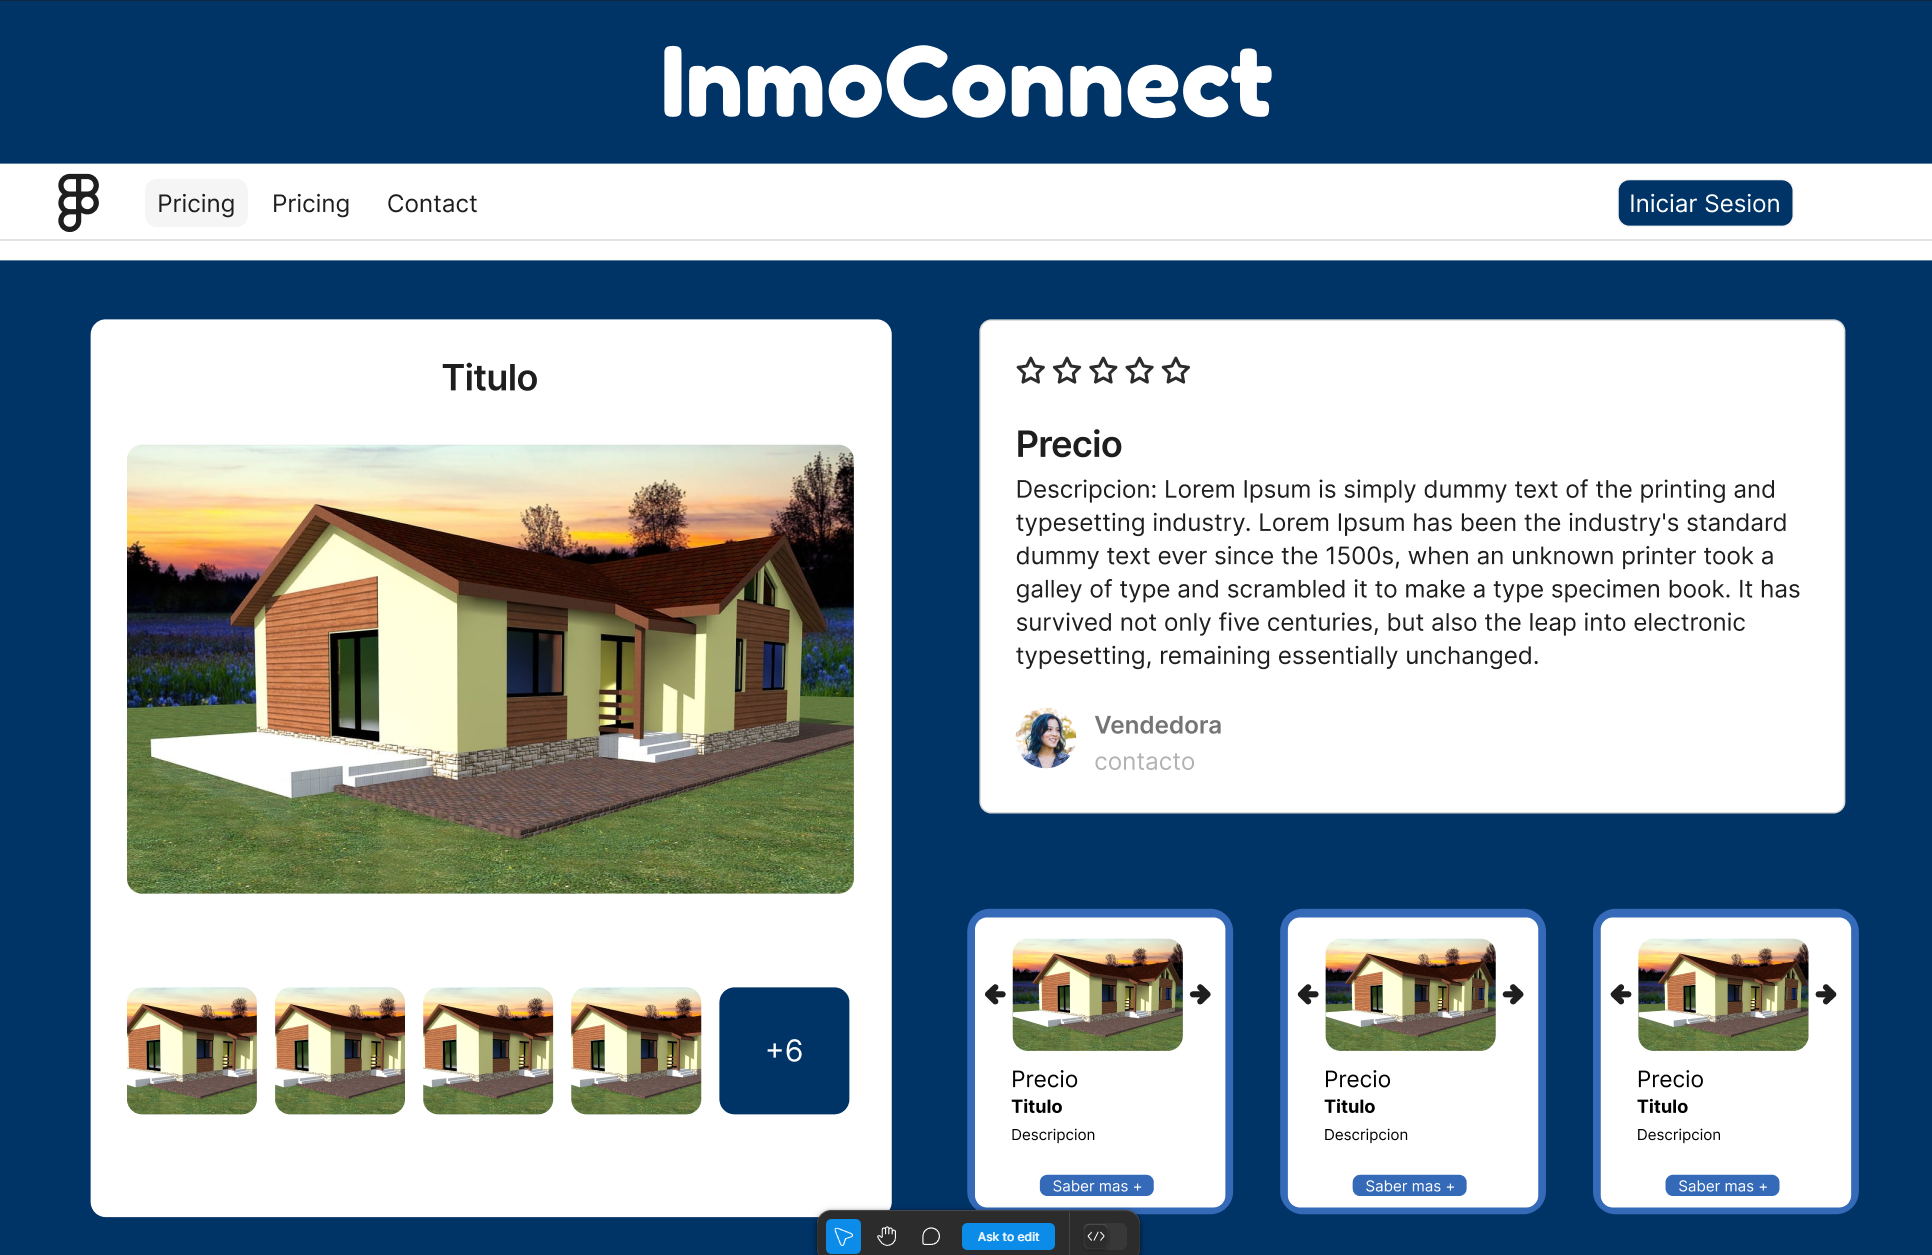 InmoConnect
Pricing
Pricing
Contact
Iniciar Sesion
Titulo
+6
Precio
Descripcion: Lorem Ipsum is simply dummy text of the printing and
typesetting industry. Lorem Ipsum has been the industry's standard
dummy text ever since the 1500s, when an unknown printer took a
galley of type and scrambled it to make a type specimen book. It has
survived not only five centuries, but also the leap into electronic
typesetting, remaining essentially unchanged.
Vendedora
contacto
Precio
Titulo
Descripcion
Saber mas +
Precio
Titulo
Descripcion
Saber mas +
Precio
Titulo
Descripcion
Saber mas +
Ask to edit